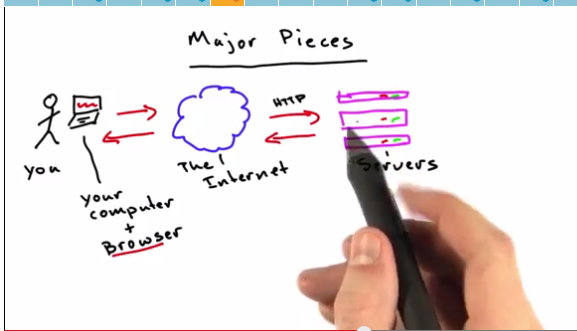 Major Pieces
HTTP
you
your
computer
+
Browser
The
Internet
Servers